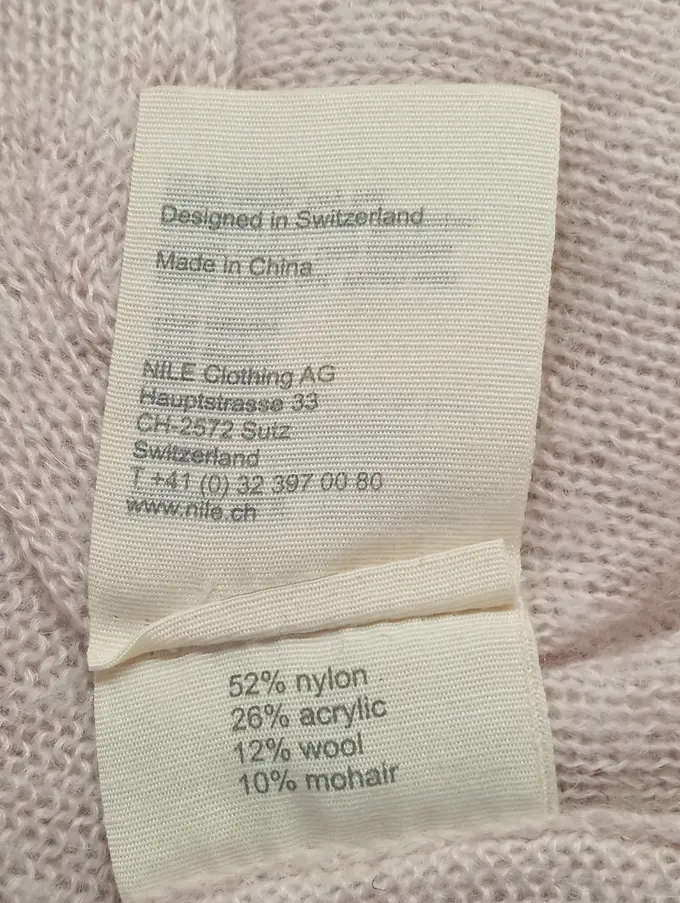 Designed in Switzerland
Made in China
NILE Clothing AG
Hauptstrasse 33
CH-2572 Sutz
Switzerland
T +41 (0) 32 397 00 80
www.nile.ch
52% nylon
26% acrylic
12% wool
10% mohair